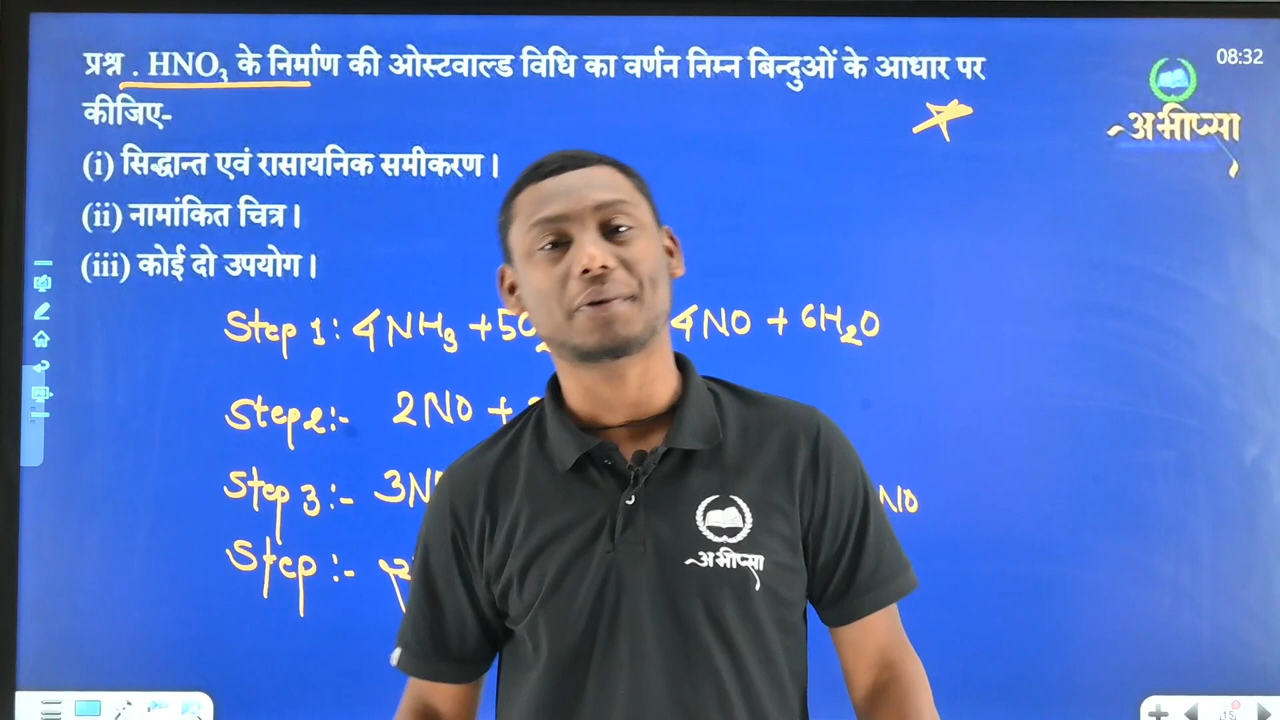 प्रश्न . HNO3 के निर्माण की ओस्टवाल्ड विधि का वर्णन निम्न बिन्दुओं के आधार पर
कीजिए-
08:32
अभीप्सा
(i) सिद्धान्त एवं रासायनिक समीकरण।
(ii) नामांकित चित्र।
(iii) कोई दो उपयोग।
Step 1: 4NH3 + 5O2 4NO + 6H2O
Step2:- 2NO +
Step 3:- 3N NO
Step :-
अभीप्सा